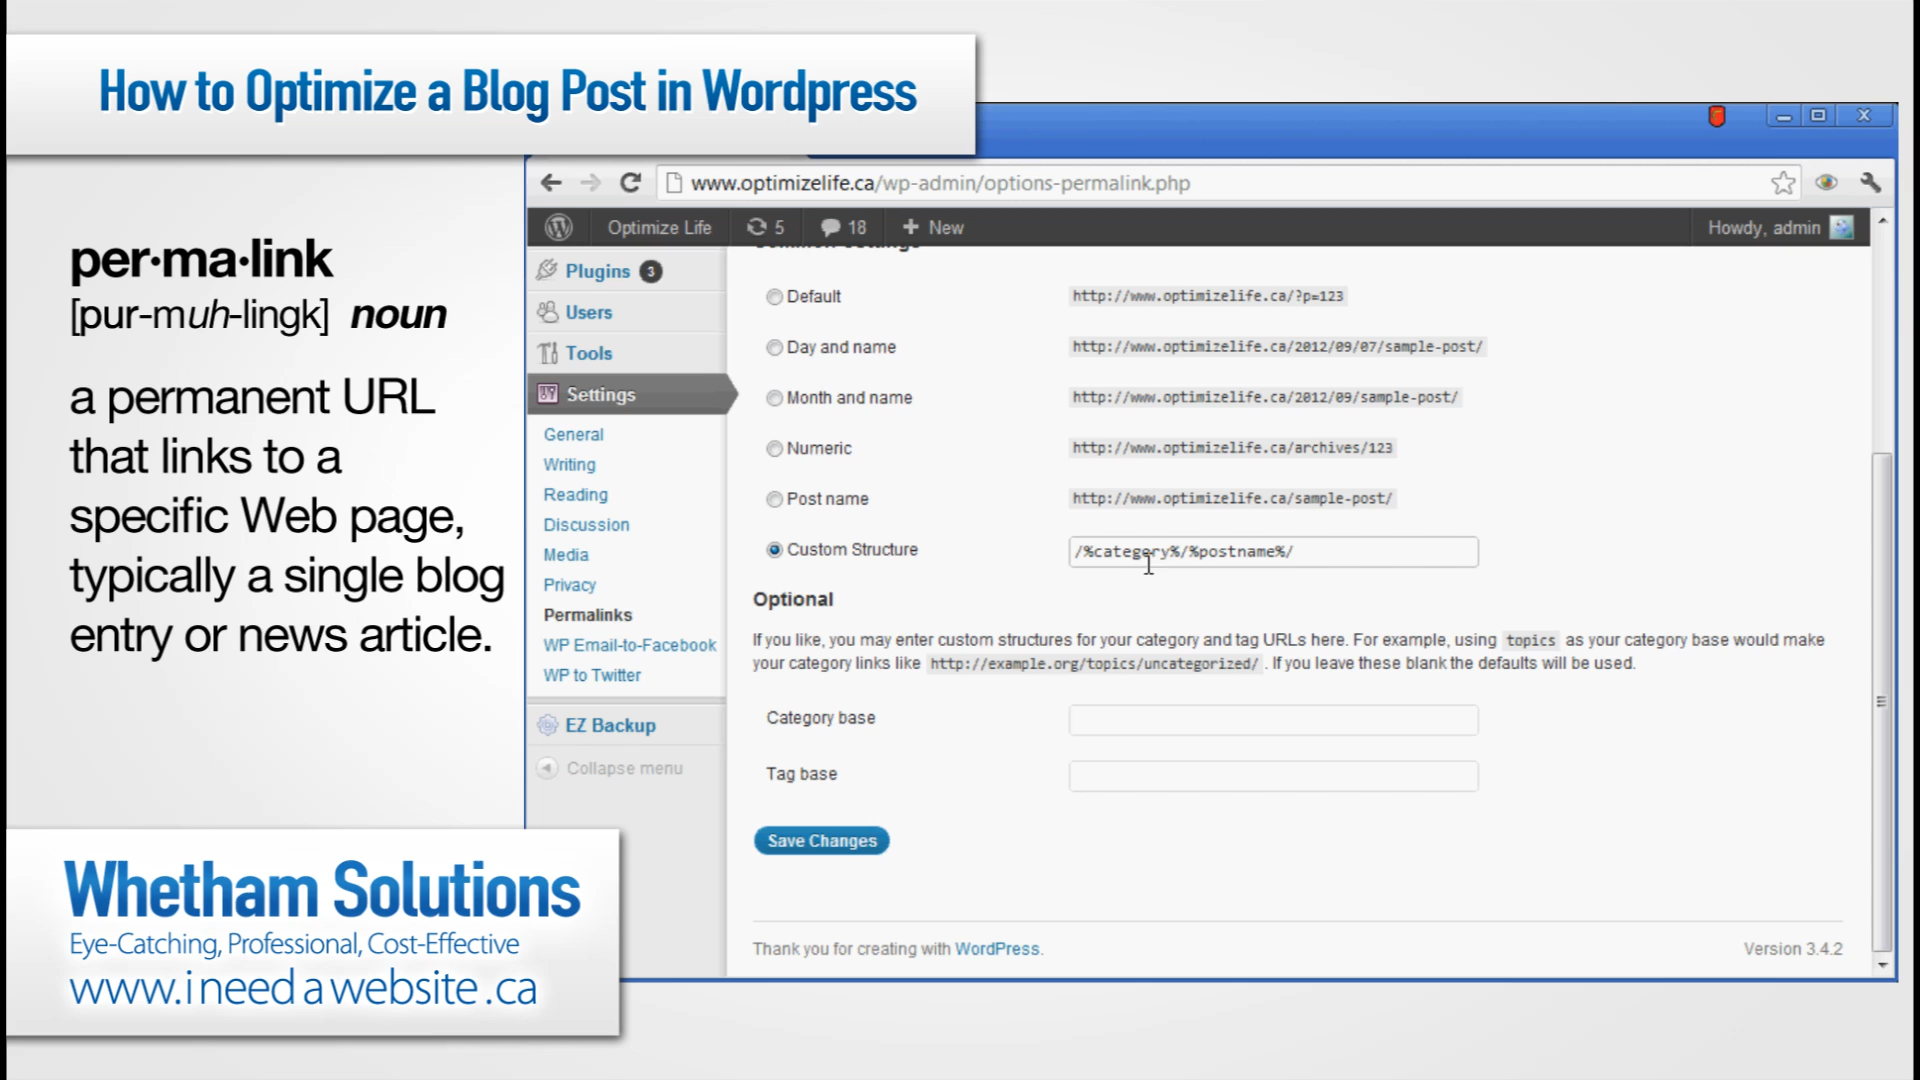 How to Optimize a Blog Post in Wordpress
per·ma·link
[pur-muh-lingk] noun
a permanent URL
that links to a
specific Web page,
typically a single blog
entry or news article.
Whetham Solutions
Eye-Catching, Professional, Cost-Effective
www.ineedawebsite.ca
www.optimizelife.ca/wp-admin/options-permalink.php
Optimize Life 5 18 + New Howdy, admin
Plugins 3
Users
Tools
Settings
General
Writing
Reading
Discussion
Media
Privacy
Permalinks
WP Email-to-Facebook
WP to Twitter
EZ Backup
Collapse menu
Common Settings
Default http://www.optimizelife.ca/?p=123
Day and name http://www.optimizelife.ca/2012/09/07/sample-post/
Month and name http://www.optimizelife.ca/2012/09/sample-post/
Numeric http://www.optimizelife.ca/archives/123
Post name http://www.optimizelife.ca/sample-post/
Custom Structure /%category%/%postname%/
Optional
If you like, you may enter custom structures for your category and tag URLs here. For example, using topics as your category base would make
your category links like http://example.org/topics/uncategorized/ . If you leave these blank the defaults will be used.
Category base
Tag base
Save Changes
Thank you for creating with WordPress. Version 3.4.2